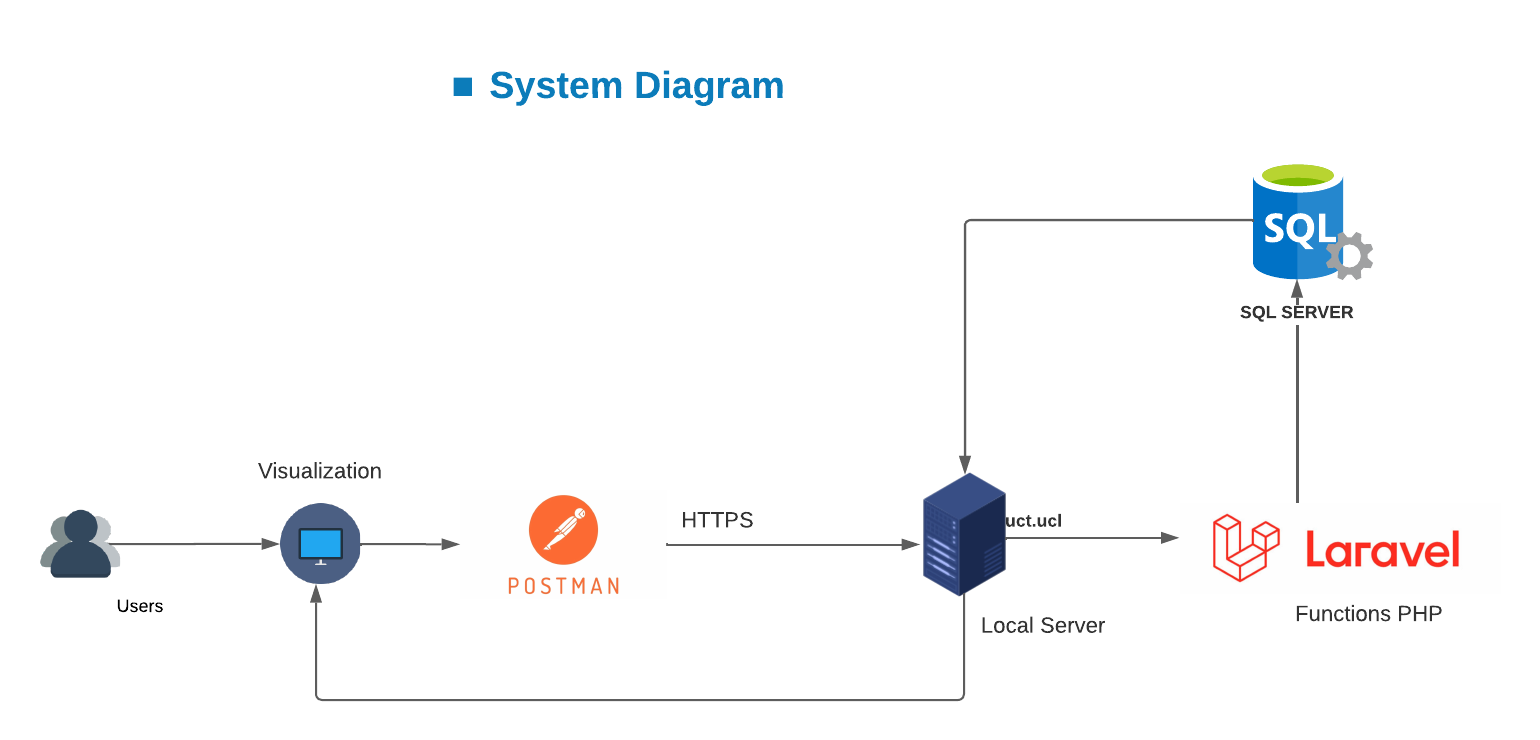 System Diagram
SQL
SQL SERVER
Visualization
HTTPS
uct.ucl
POSTMAN
Laravel
Users
Local Server
Functions PHP